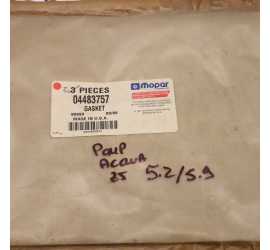 3 PIECES
04483757
GASKET
MADE IN U.S.A.
mopar
POMP
ACQUA
25
5.2/5.9